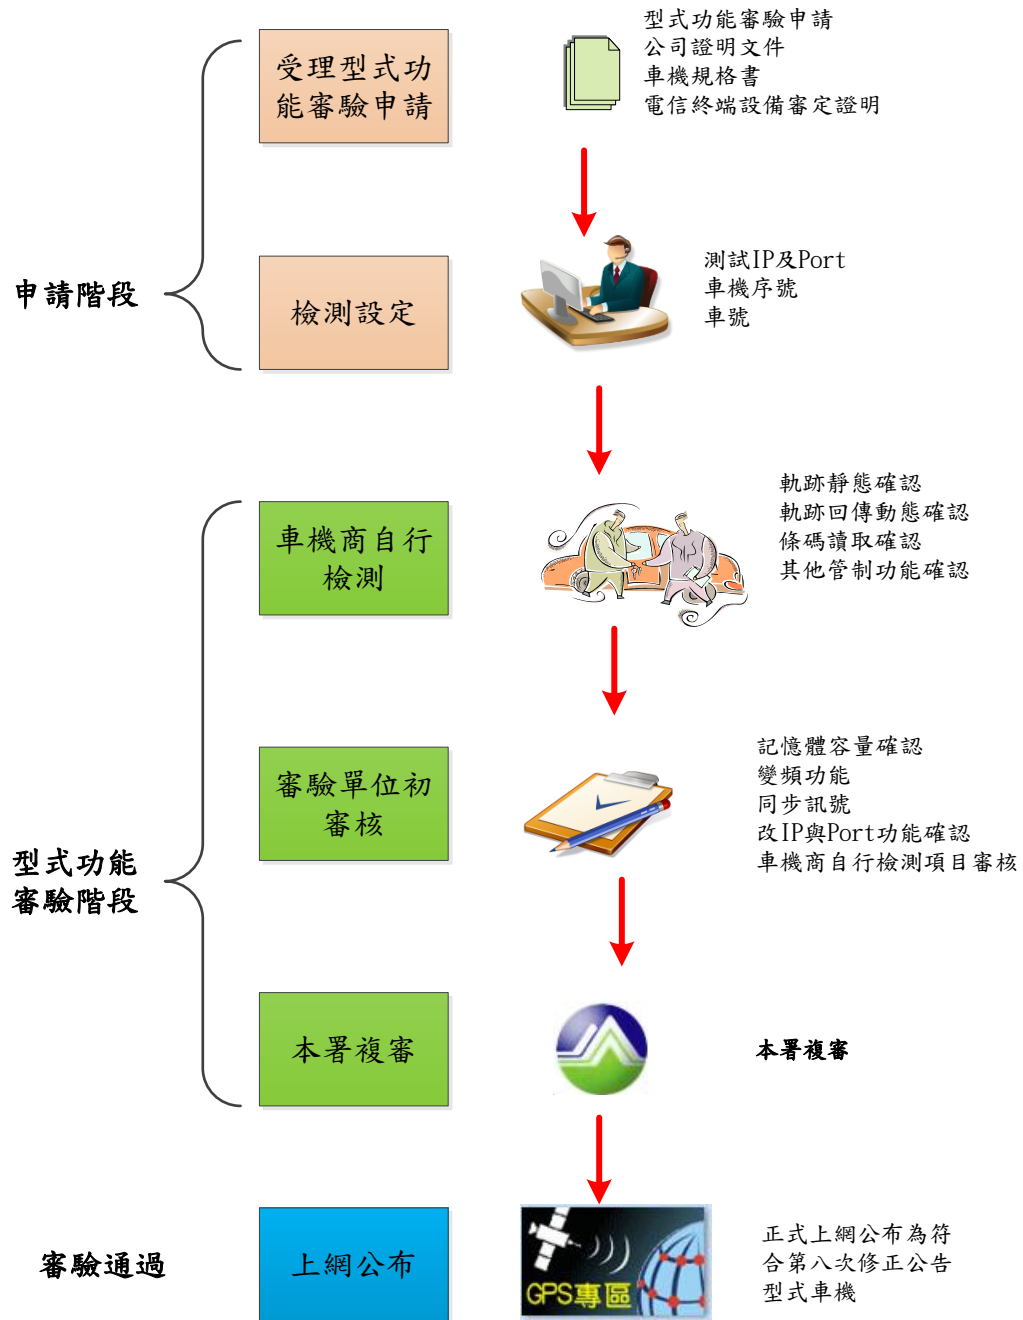 受理型式功
能審驗申請
型式功能審驗申請
公司證明文件
車機規格書
電信終端設備審定證明
申請階段
檢測設定
測試IP及Port
車機序號
車號
車機商自行
檢測
軌跡靜態確認
軌跡回傳動態確認
條碼讀取確認
其他管制功能確認
型式功能
審驗階段
審驗單位初
審核
記憶體容量確認
變頻功能
同步訊號
改IP與Port功能確認
車機商自行檢測項目審核
本署複審
本署複審
審驗通過
上網公布
GPS專區
正式上網公布為符
合第八次修正公告
型式車機